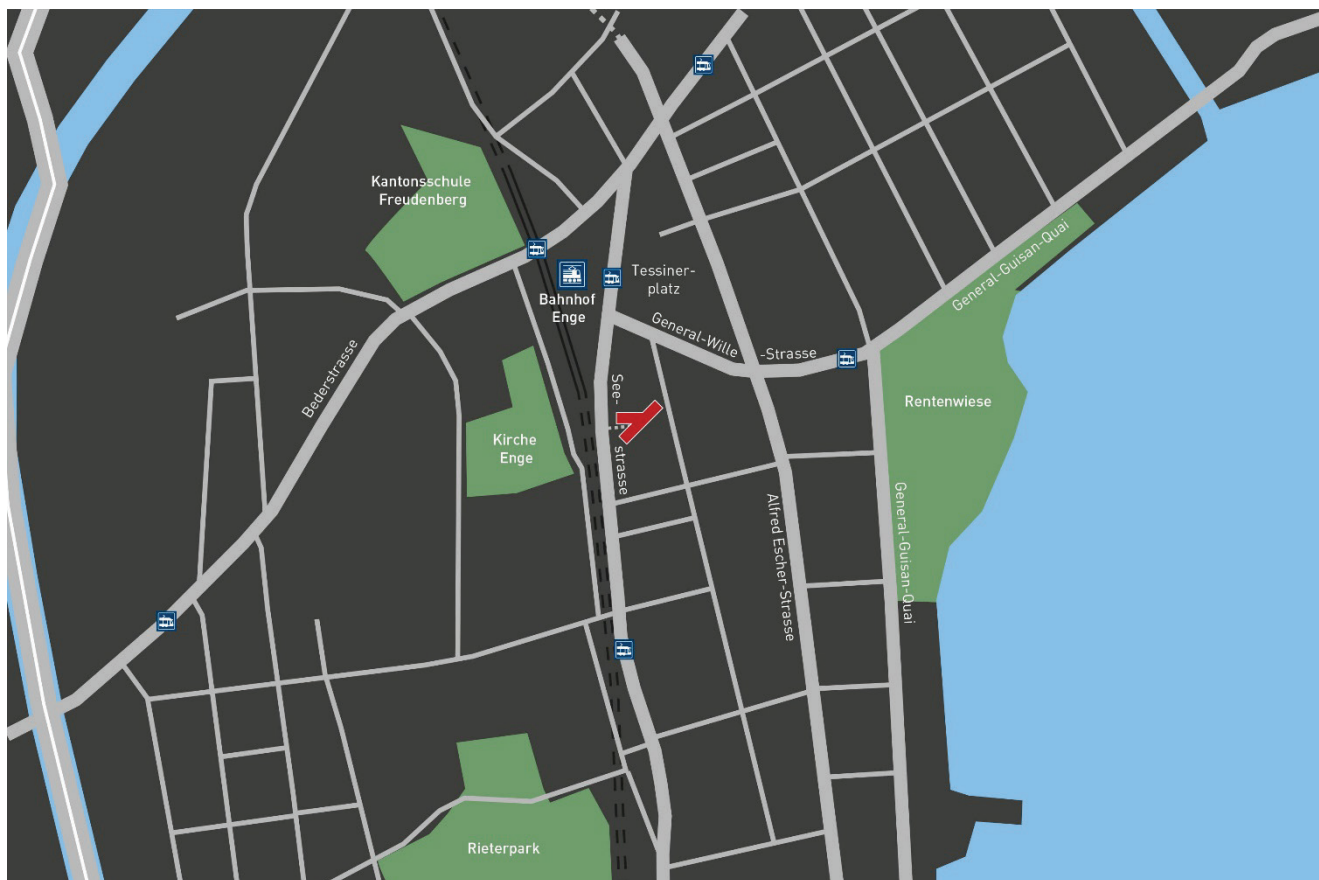 Kantonsschule
Freudenberg
Bahnhof
Enge
Tessiner-
platz
General-Guisan-Quai
General-Wille
-Strasse
Bederstrasse
See-
strasse
Rentenwiese
Kirche
Enge
Alfred Escher-Strasse
General-Guisan-Quai
Rieterpark